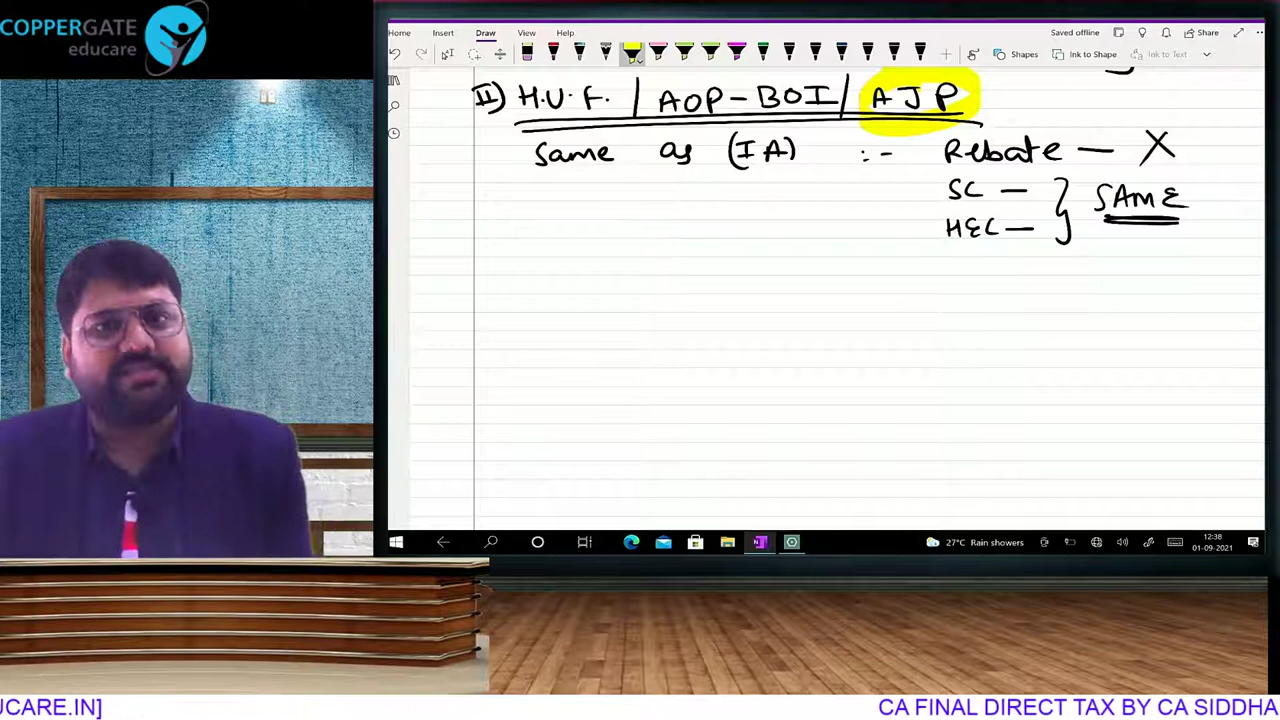 COPPERGATE
educare
Home Insert Draw View Help
Saved offline
Share
Shapes
Ink to Shape
Ink to Text
II) H.U.F. / AOP-BOI / AJP
Same as (IA) :- Rebate — X
SC —
HEC —
} SAME
27°C Rain showers
12:38
01-09-2021
UCARE.IN]
CA FINAL DIRECT TAX BY CA SIDDHA